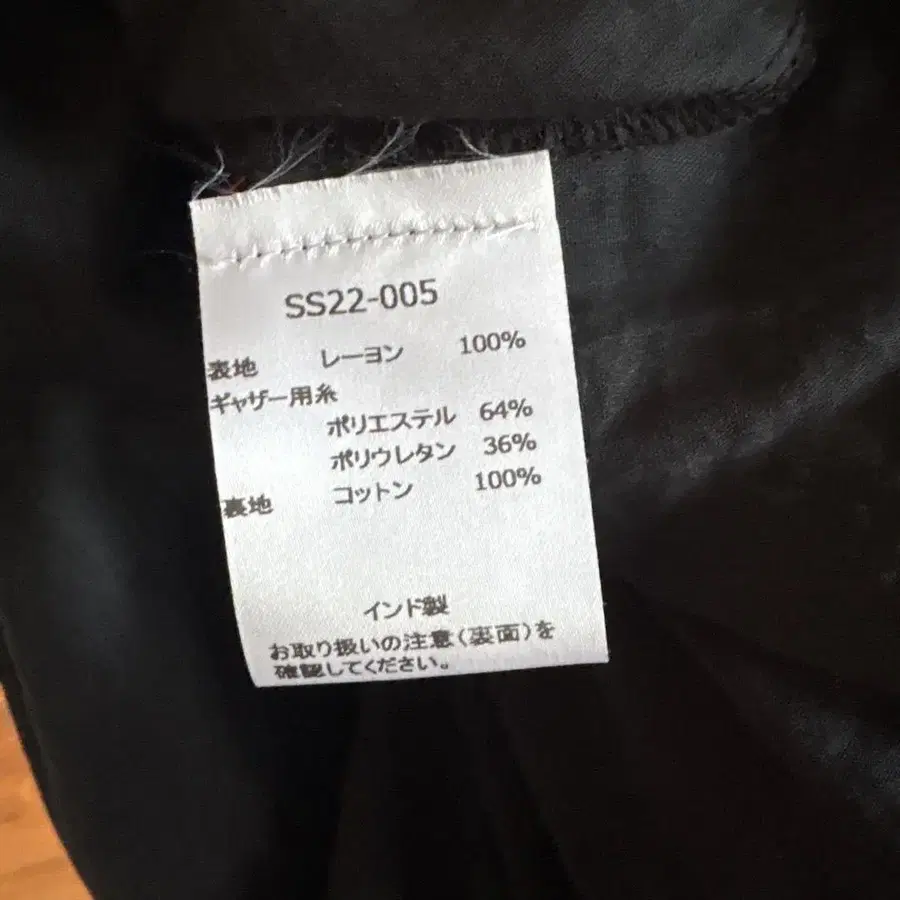 SS22-005
表地 レーヨン 100%
ギャザー用糸
ポリエステル 64%
ポリウレタン 36%
裏地 コットン 100%
インド製
お取り扱いの注意(裏面)を
確認してください。